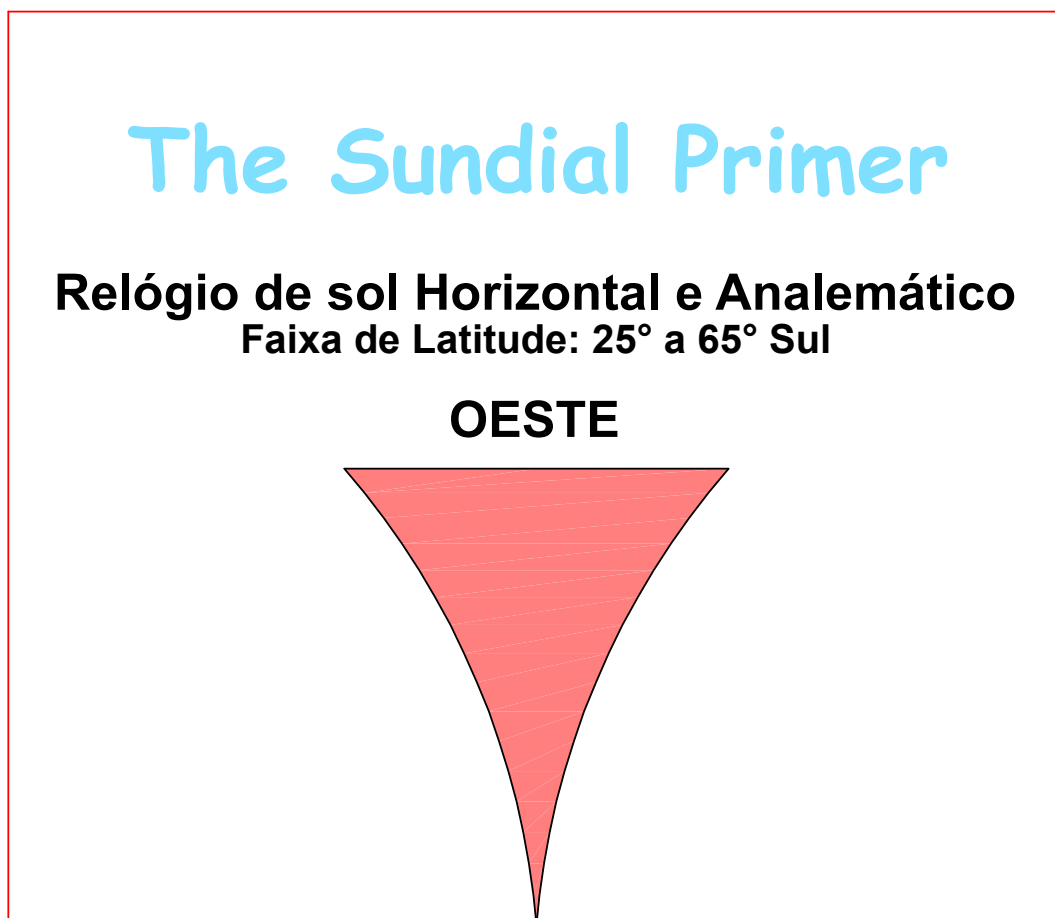 The Sundial Primer
Relógio de sol Horizontal e Analemático
Faixa de Latitude: 25° a 65° Sul
OESTE